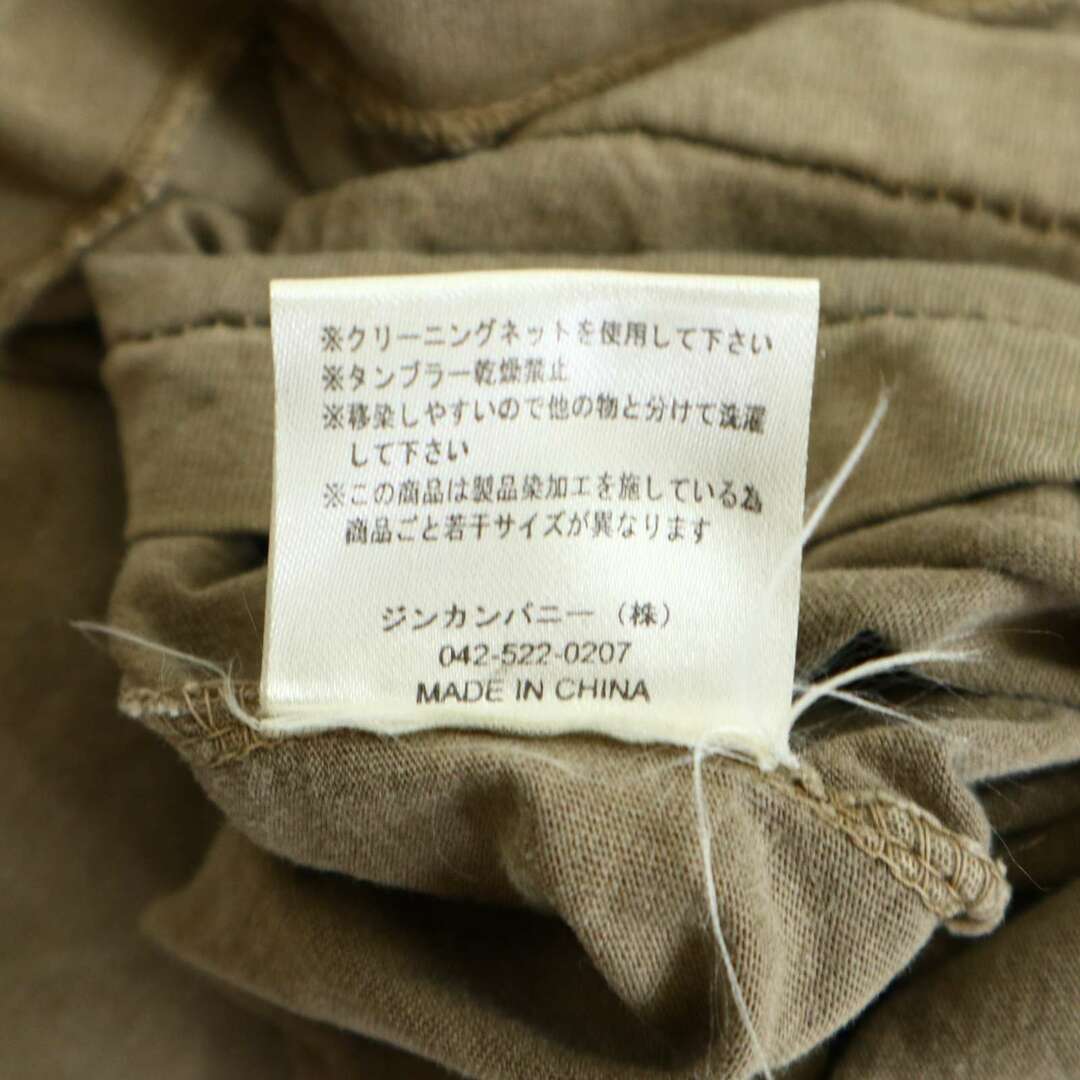 ※クリーニングネットを使用して下さい
※タンブラー乾燥禁止
※移染しやすいので他の物と分けて洗濯
して下さい
※この商品は製品染加工を施している為
商品ごと若干サイズが異なります
ジンカンバニー（株）
042-522-0207
MADE IN CHINA